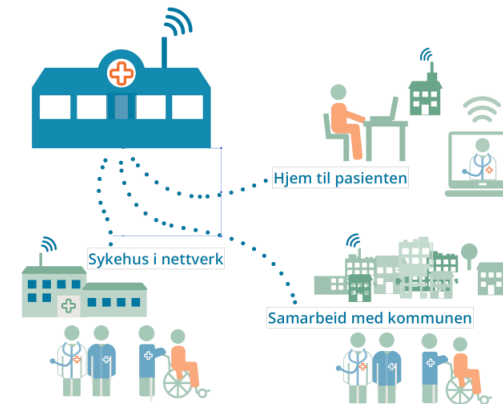 Hjem til pasienten
Sykehus i nettverk
Samarbeid med kommunen